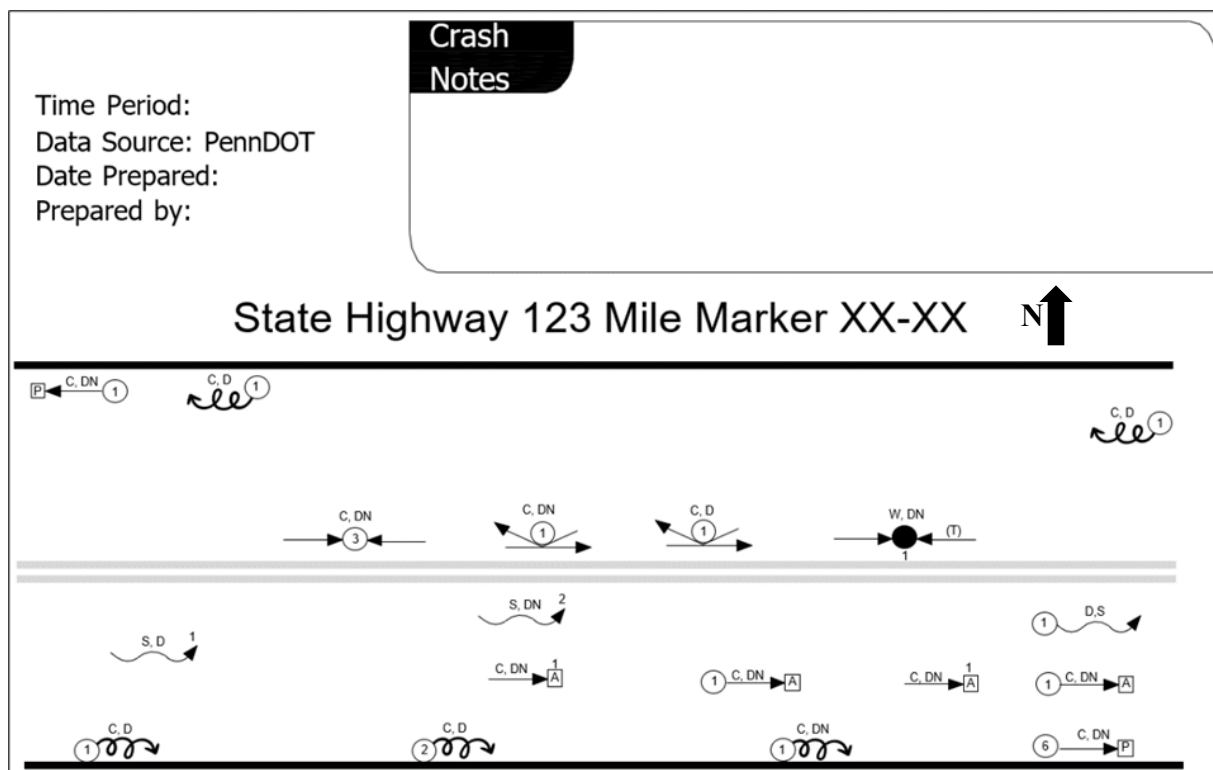 Crash
Notes
Time Period:
Data Source: PennDOT
Date Prepared:
Prepared by:
State Highway 123 Mile Marker XX-XX
N
P C, DN 1
C, D 1
C, D 1
C, DN
3
C, DN
1
C, D
1
W, DN
(T)
1
S, D 1
S, DN 2
1 D,S
C, DN 1
A
1 C, DN A
C, DN 1
A
1 C, DN A
C, D
1
C, D
2
C, DN
1
C, DN
6 P